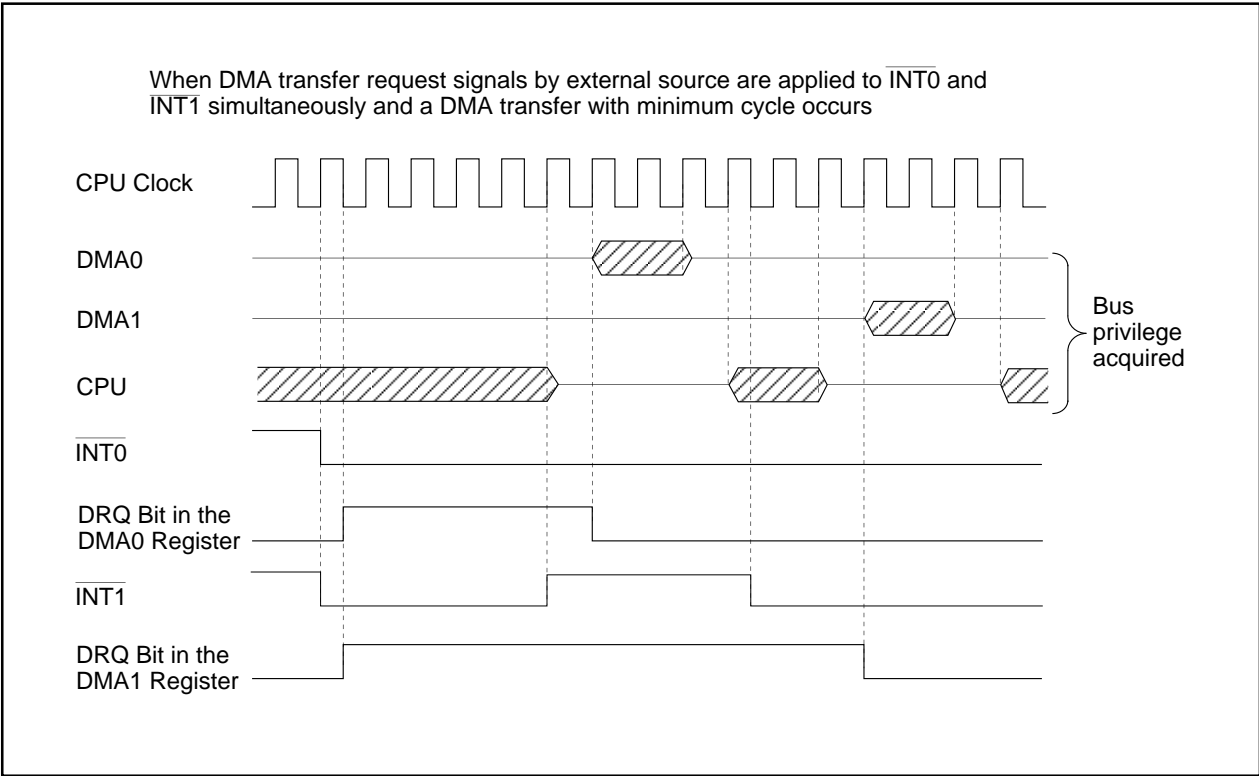 When DMA transfer request signals by external source are applied to INT0 and
INT1 simultaneously and a DMA transfer with minimum cycle occurs
CPU Clock
DMA0
DMA1
CPU
Bus
privilege
acquired
INT0
DRQ Bit in the
DMA0 Register
INT1
DRQ Bit in the
DMA1 Register